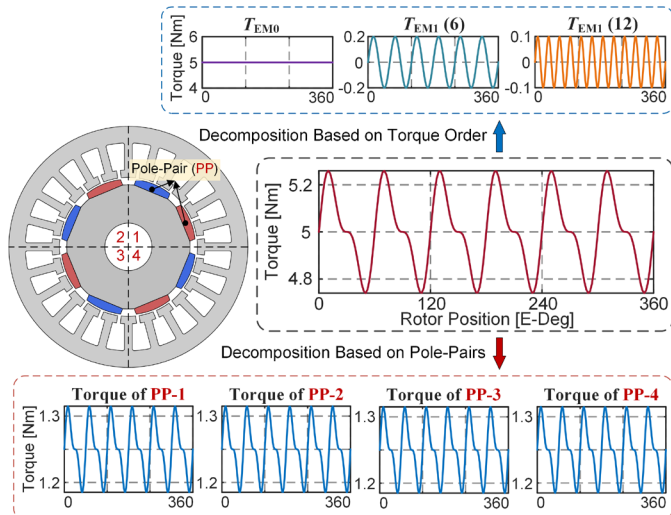 T_EM0 T_EM1 (6) T_EM1 (12)
Torque [Nm]
6
5
4
0 360
0.2
0
-0.2
0 360
0.1
0
-0.1
0 360
Decomposition Based on Torque Order
Pole-Pair (PP)
2 1
3 4
Torque [Nm]
5.2
5
4.8
0 120 240 360
Rotor Position [E-Deg]
Decomposition Based on Pole-Pairs
Torque of PP-1 Torque of PP-2 Torque of PP-3 Torque of PP-4
Torque [Nm]
1.3 1.3 1.3 1.3
1.2 1.2 1.2 1.2
0 360 0 360 0 360 0 360